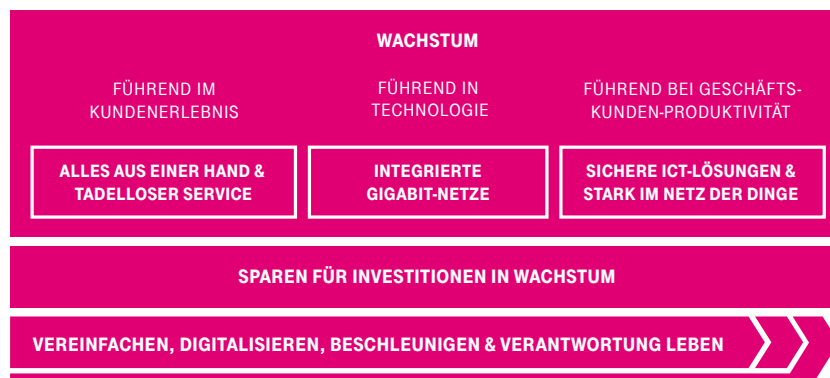 WACHSTUM
FÜHREND IM
KUNDENERLEBNIS
ALLES AUS EINER HAND &
TADELLOSER SERVICE
FÜHREND IN
TECHNOLOGIE
INTEGRIERTE
GIGABIT-NETZE
FÜHREND BEI GESCHÄFTS-
KUNDEN-PRODUKTIVITÄT
SICHERE ICT-LÖSUNGEN &
STARK IM NETZ DER DINGE
SPAREN FÜR INVESTITIONEN IN WACHSTUM
VEREINFACHEN, DIGITALISIEREN, BESCHLEUNIGEN & VERANTWORTUNG LEBEN